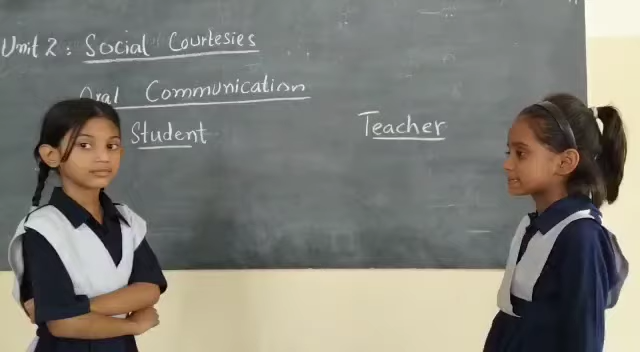 Unit 2 : Social Courtesies
Oral Communication
Student Teacher